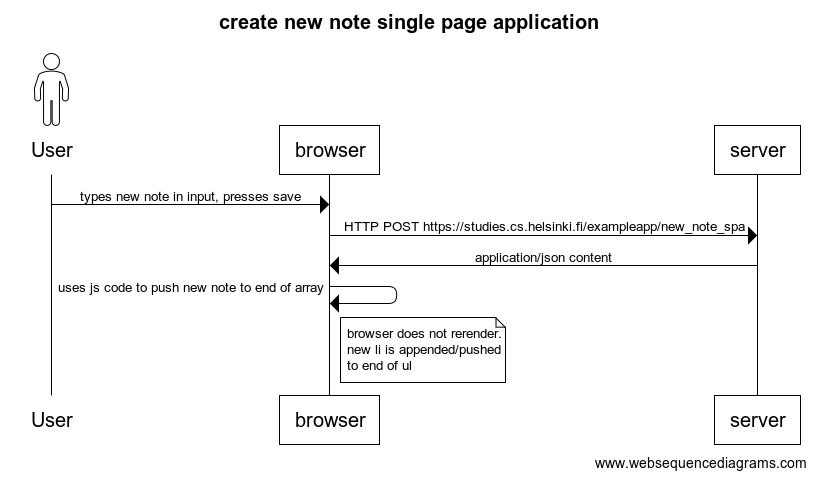 create new note single page application
User
browser
server
types new note in input, presses save
HTTP POST https://studies.cs.helsinki.fi/exampleapp/new_note_spa
application/json content
uses js code to push new note to end of array
browser does not rerender.
new li is appended/pushed
to end of ul
User
browser
server
www.websequencediagrams.com